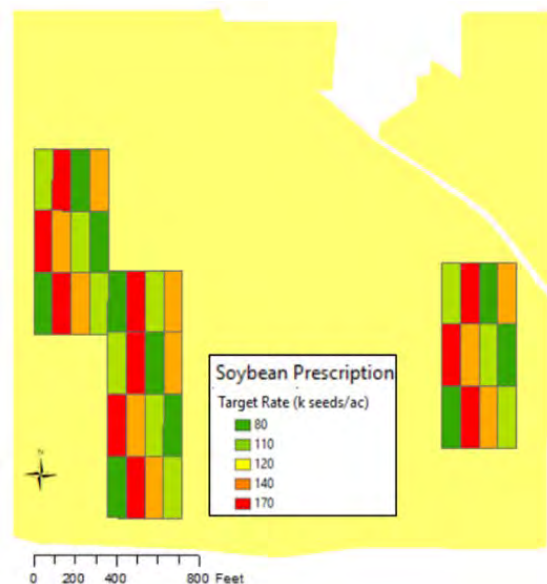 Soybean Prescription
Target Rate (k seeds/ac)
80
110
120
140
170
N
0 200 400 800 Feet